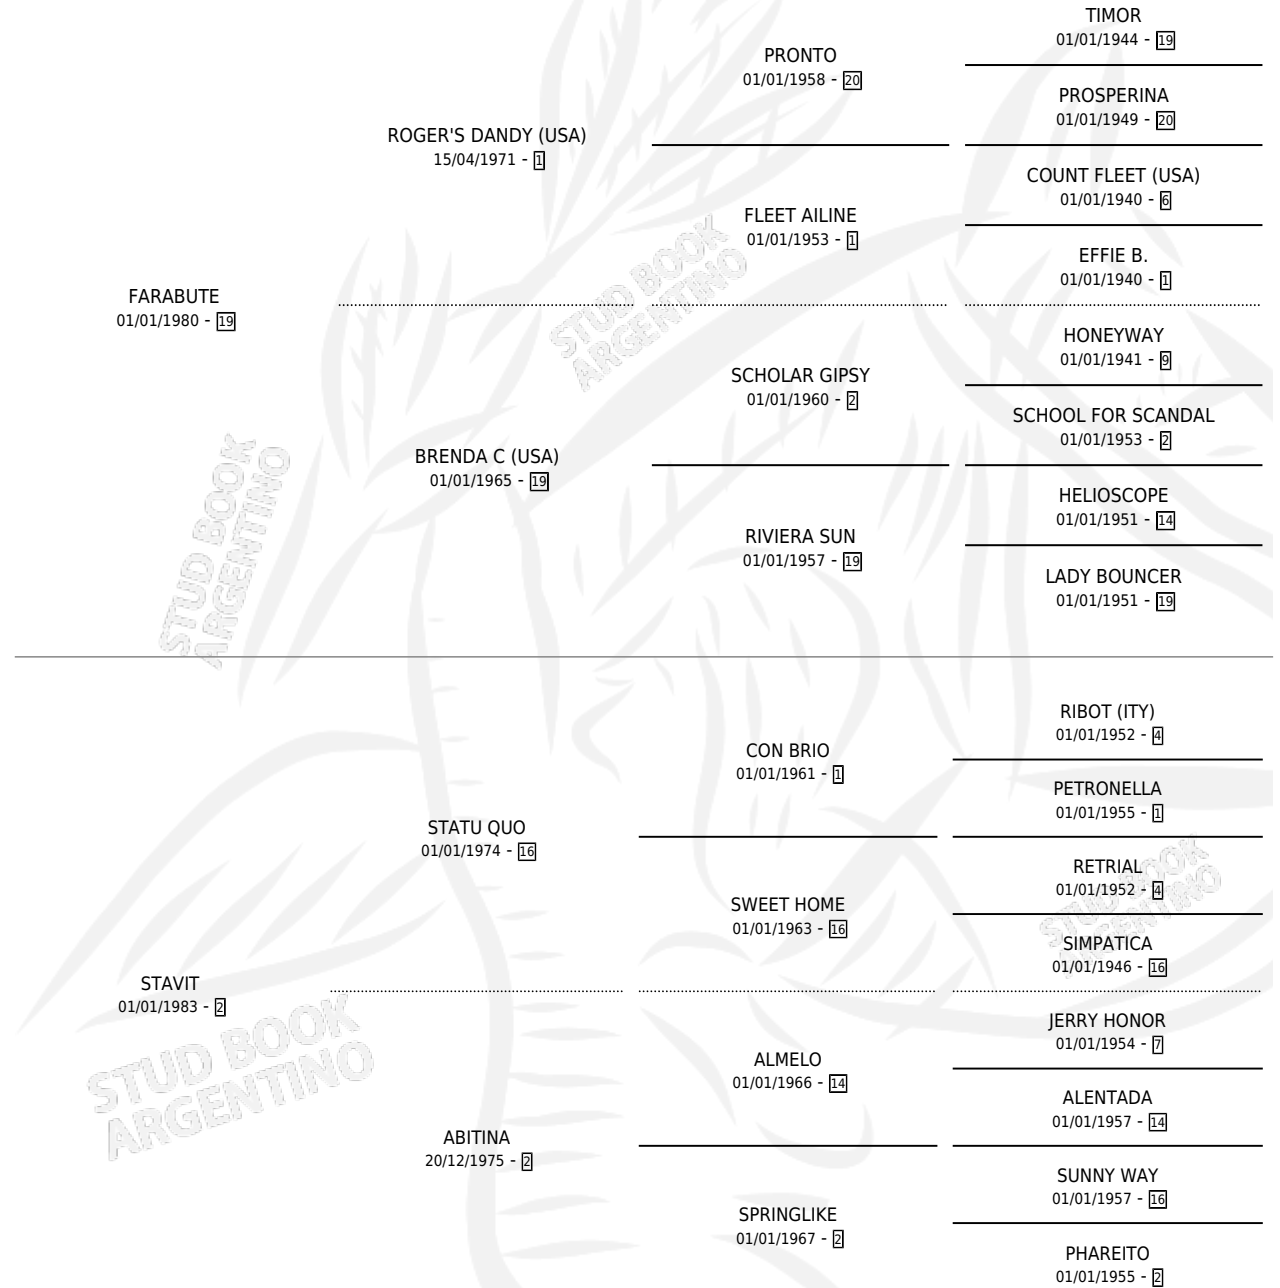 TIMOR
01/01/1944 - 19
PRONTO
01/01/1958 - 20
PROSPERINA
01/01/1949 - 20
ROGER'S DANDY (USA)
15/04/1971 - 1
COUNT FLEET (USA)
01/01/1940 - 6
FLEET AILINE
01/01/1953 - 1
EFFIE B.
01/01/1940 - 1
FARABUTE
01/01/1980 - 19
HONEYWAY
01/01/1941 - 9
SCHOLAR GIPSY
01/01/1960 - 2
SCHOOL FOR SCANDAL
01/01/1953 - 2
BRENDA C (USA)
01/01/1965 - 19
HELIOSCOPE
01/01/1951 - 14
RIVIERA SUN
01/01/1957 - 19
LADY BOUNCER
01/01/1951 - 19
STUD BOOK
ARGENTINO
STUD BOOK
ARGENTINO
RIBOT (ITY)
01/01/1952 - 4
CON BRIO
01/01/1961 - 1
PETRONELLA
01/01/1955 - 1
STATU QUO
01/01/1974 - 16
RETRIAL
01/01/1952 - 4
SWEET HOME
01/01/1963 - 16
SIMPATICA
01/01/1946 - 16
STAVIT
01/01/1983 - 2
JERRY HONOR
01/01/1954 - 7
ALMELO
01/01/1966 - 14
ALENTADA
01/01/1957 - 14
ABITINA
20/12/1975 - 2
SUNNY WAY
01/01/1957 - 16
SPRINGLIKE
01/01/1967 - 2
PHAREITO
01/01/1955 - 2
STUD BOOK
ARGENTINO
STUD BOOK
ARGENTINO